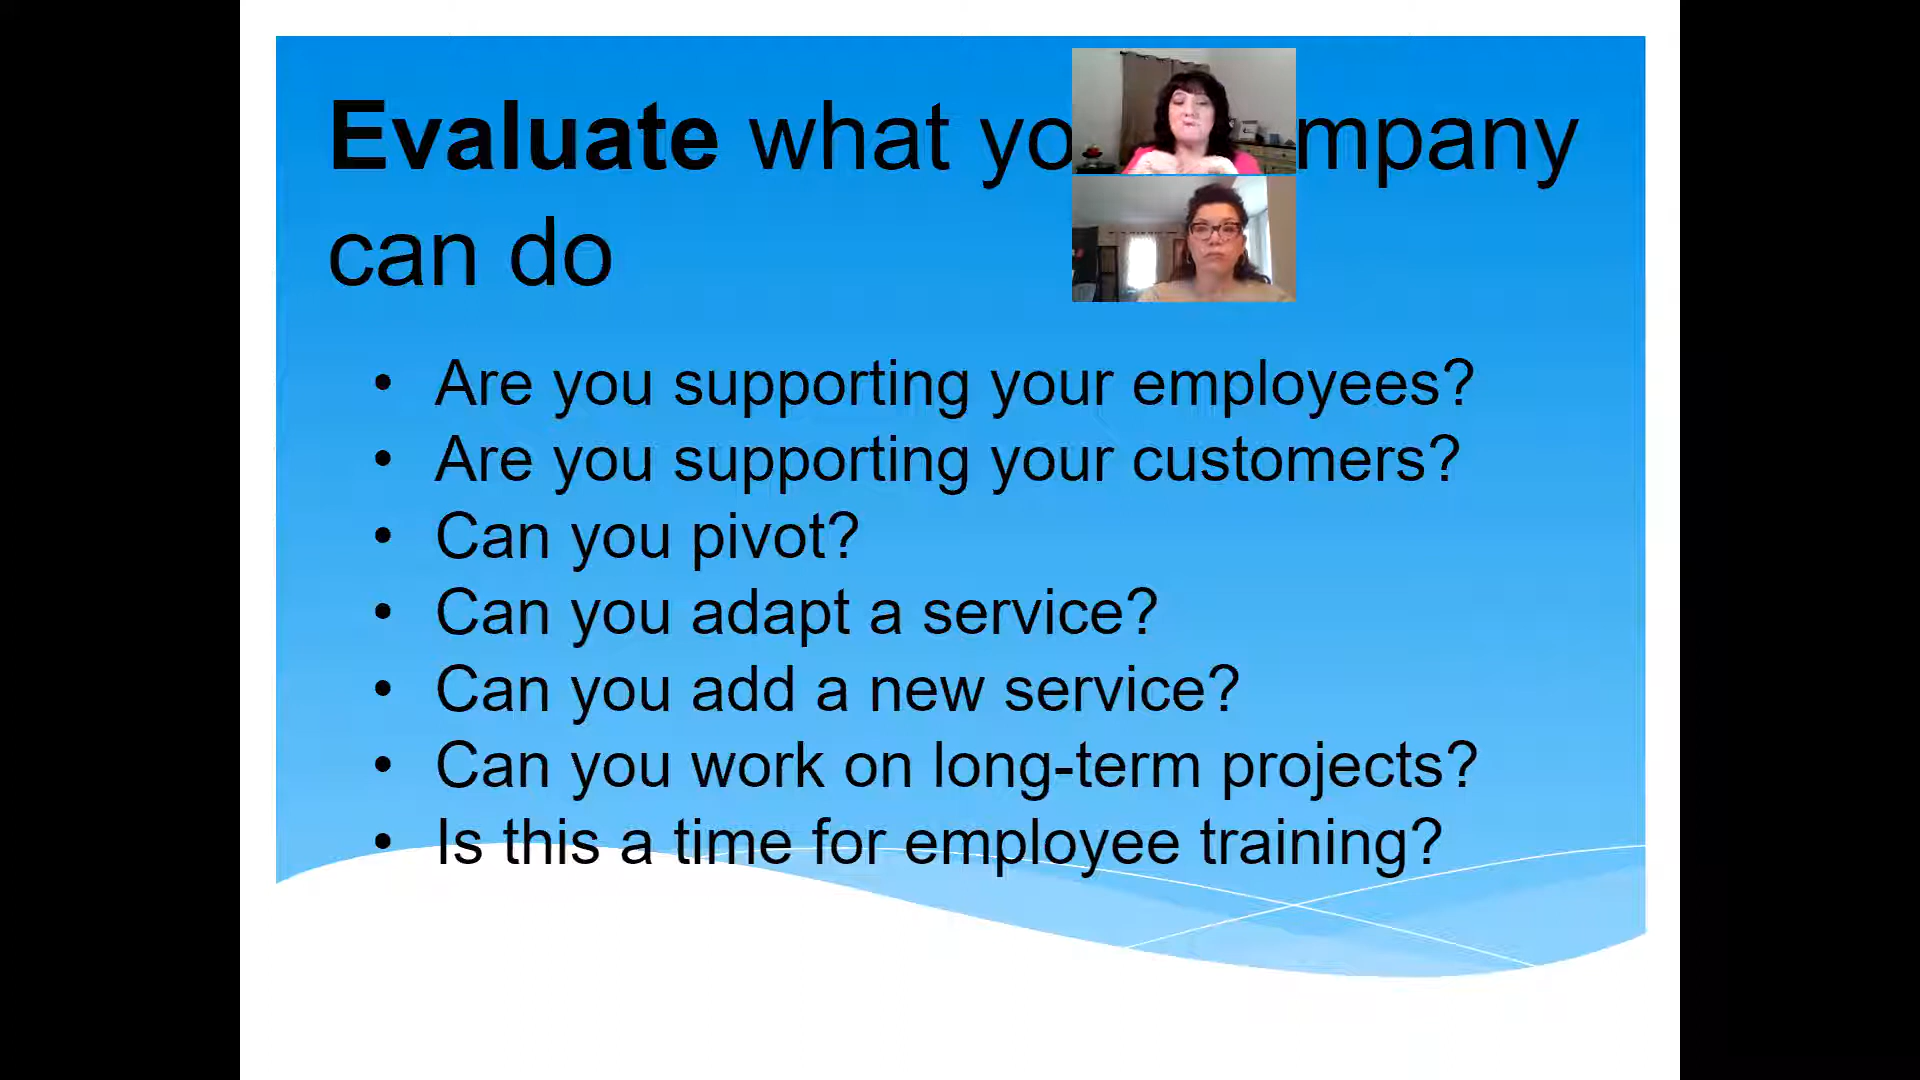 Evaluate what yo mpany
can do
• Are you supporting your employees?
• Are you supporting your customers?
• Can you pivot?
• Can you adapt a service?
• Can you add a new service?
• Can you work on long-term projects?
• Is this a time for employee training?